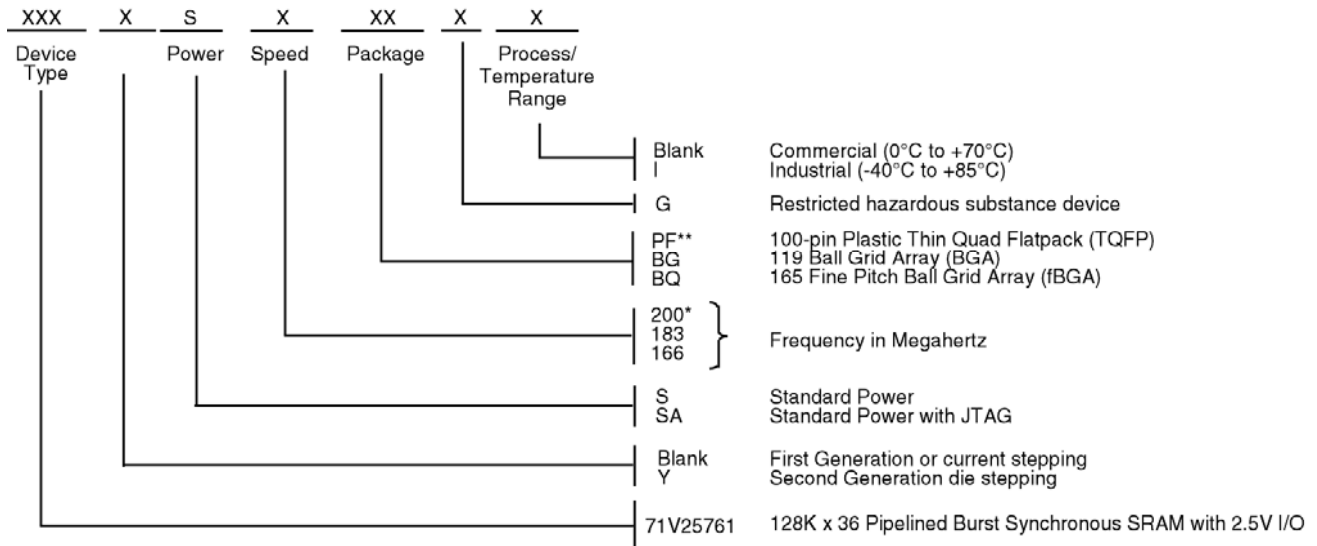 XXX X S X XX X X
Device Type Power Speed Package Process/ Temperature Range
Blank Commercial (0°C to +70°C)
I Industrial (-40°C to +85°C)
G Restricted hazardous substance device
PF** 100-pin Plastic Thin Quad Flatpack (TQFP)
BG 119 Ball Grid Array (BGA)
BQ 165 Fine Pitch Ball Grid Array (fBGA)
200*
183 Frequency in Megahertz
166
S Standard Power
SA Standard Power with JTAG
Blank First Generation or current stepping
Y Second Generation die stepping
71V25761 128K x 36 Pipelined Burst Synchronous SRAM with 2.5V I/O